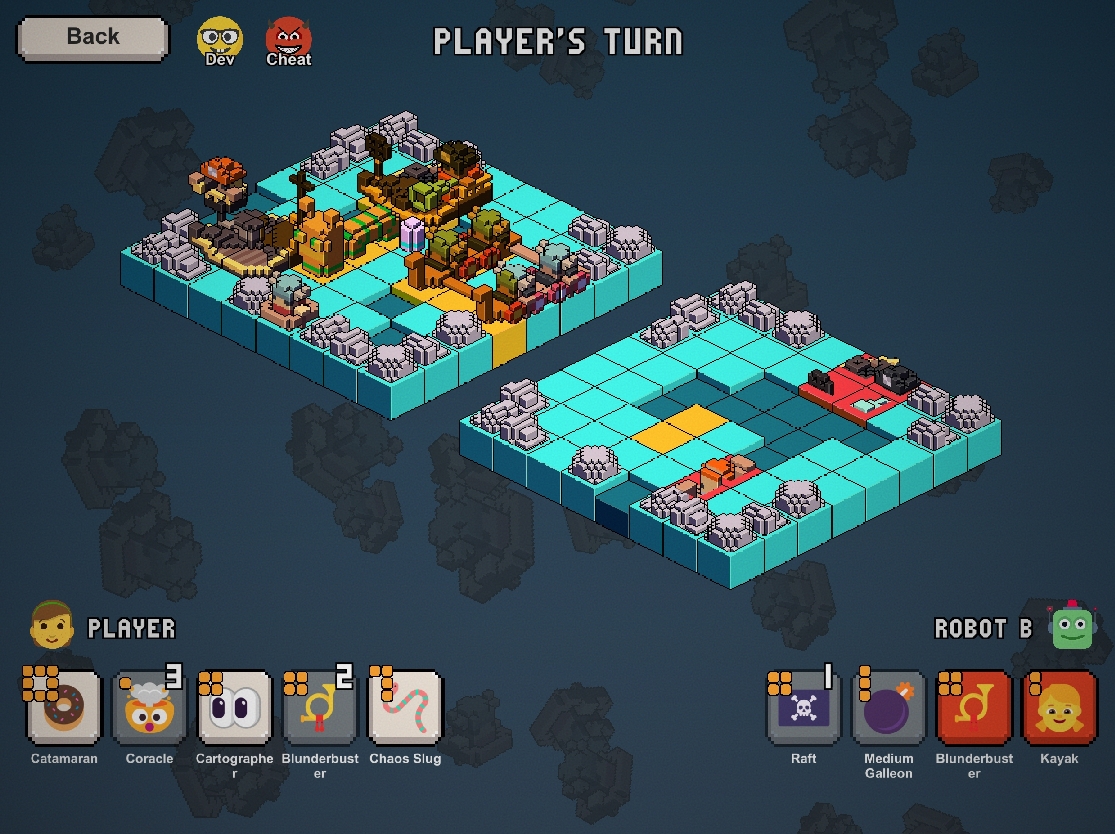 Back
Dev
Cheat
PLAYER'S TURN
PLAYER
ROBOT B
3
2
1
Catamaran
Coracle
Cartographe
r
Blunderbust
er
Chaos Slug
Raft
Medium
Galleon
Blunderbust
er
Kayak